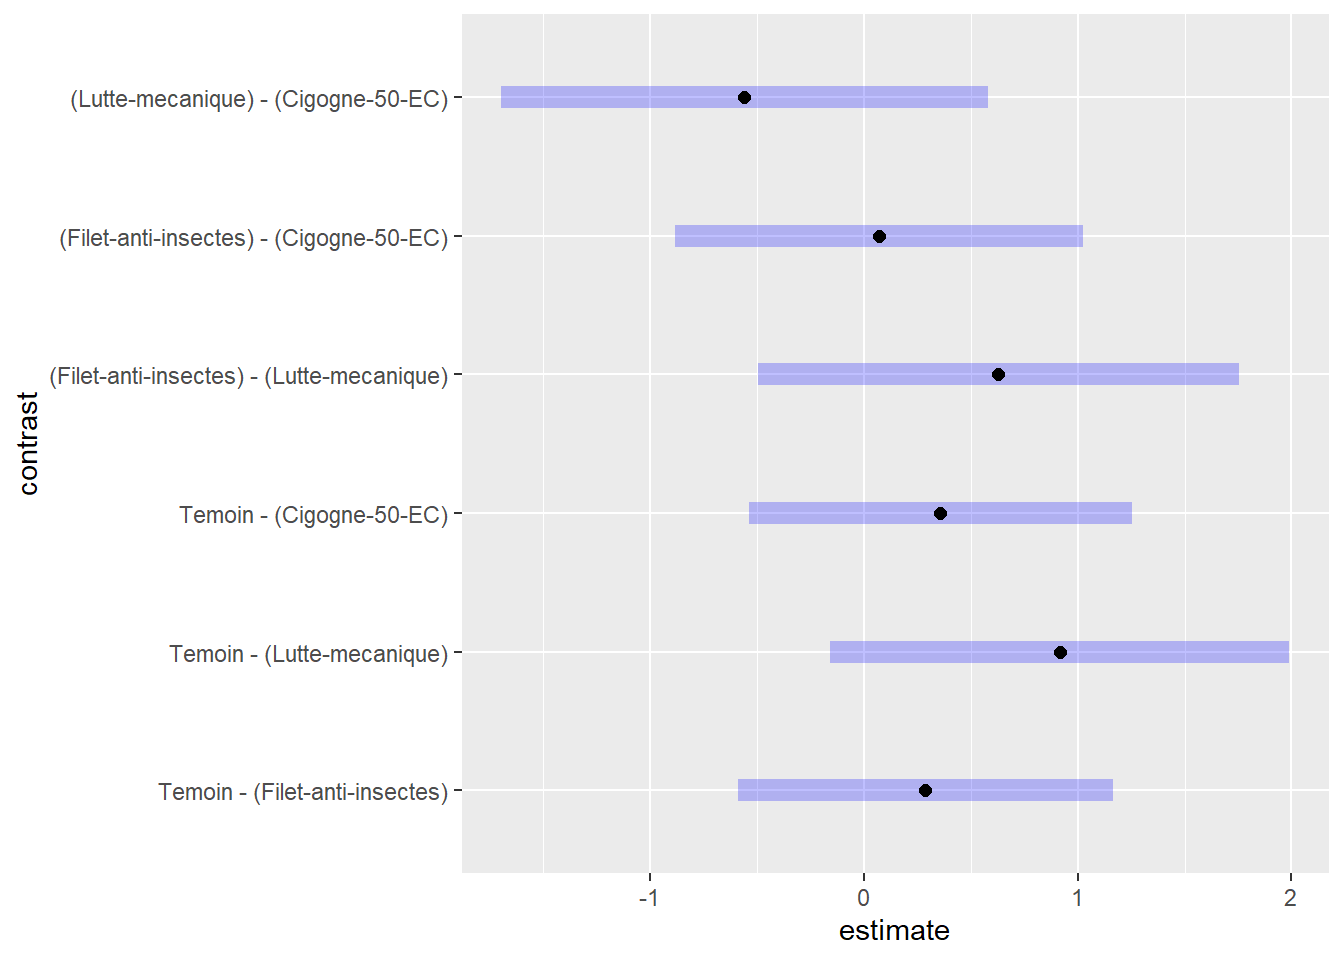 (Lutte-mecanique) - (Cigogne-50-EC)
(Filet-anti-insectes) - (Cigogne-50-EC)
(Filet-anti-insectes) - (Lutte-mecanique)
Temoin - (Cigogne-50-EC)
Temoin - (Lutte-mecanique)
Temoin - (Filet-anti-insectes)
contrast
-1 0 1 2
estimate